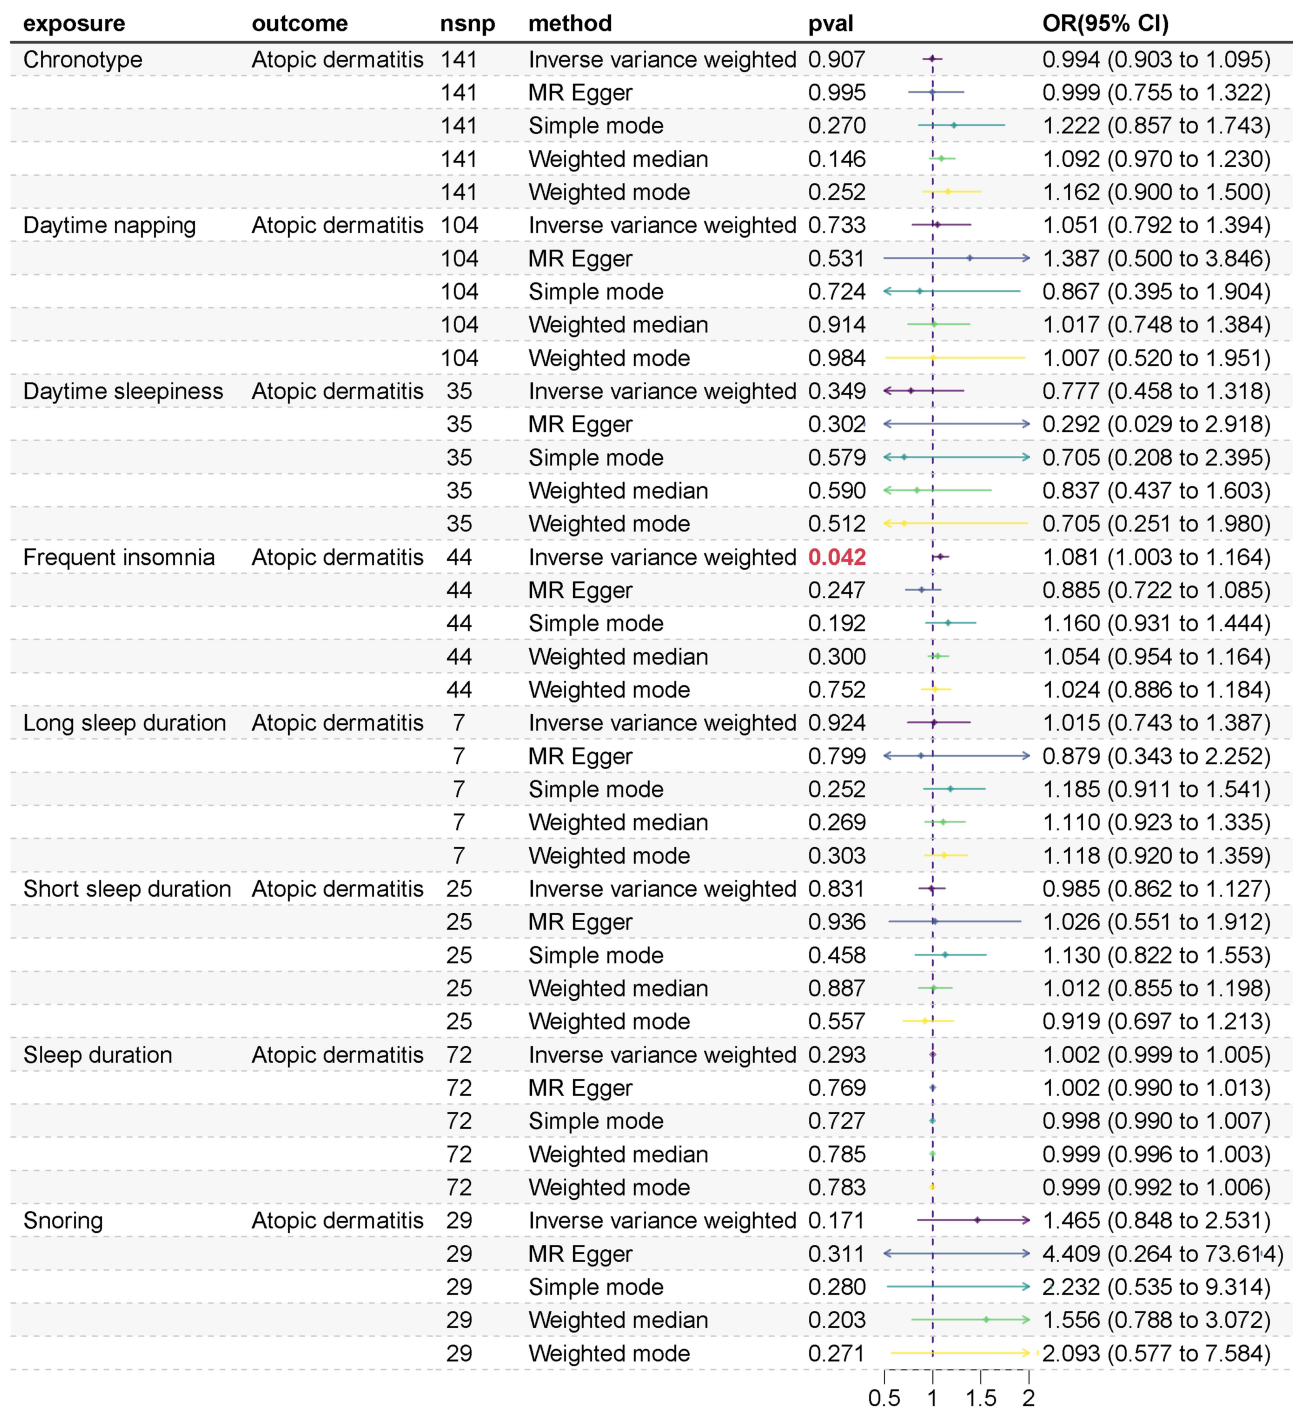 exposure outcome nsnp method pval OR(95% CI)
Chronotype Atopic dermatitis 141 Inverse variance weighted 0.907 0.994 (0.903 to 1.095)
141 MR Egger 0.995 0.999 (0.755 to 1.322)
141 Simple mode 0.270 1.222 (0.857 to 1.743)
141 Weighted median 0.146 1.092 (0.970 to 1.230)
141 Weighted mode 0.252 1.162 (0.900 to 1.500)
Daytime napping Atopic dermatitis 104 Inverse variance weighted 0.733 1.051 (0.792 to 1.394)
104 MR Egger 0.531 1.387 (0.500 to 3.846)
104 Simple mode 0.724 0.867 (0.395 to 1.904)
104 Weighted median 0.914 1.017 (0.748 to 1.384)
104 Weighted mode 0.984 1.007 (0.520 to 1.951)
Daytime sleepiness Atopic dermatitis 35 Inverse variance weighted 0.349 0.777 (0.458 to 1.318)
35 MR Egger 0.302 0.292 (0.029 to 2.918)
35 Simple mode 0.579 0.705 (0.208 to 2.395)
35 Weighted median 0.590 0.837 (0.437 to 1.603)
35 Weighted mode 0.512 0.705 (0.251 to 1.980)
Frequent insomnia Atopic dermatitis 44 Inverse variance weighted 0.042 1.081 (1.003 to 1.164)
44 MR Egger 0.247 0.885 (0.722 to 1.085)
44 Simple mode 0.192 1.160 (0.931 to 1.444)
44 Weighted median 0.300 1.054 (0.954 to 1.164)
44 Weighted mode 0.752 1.024 (0.886 to 1.184)
Long sleep duration Atopic dermatitis 7 Inverse variance weighted 0.924 1.015 (0.743 to 1.387)
7 MR Egger 0.799 0.879 (0.343 to 2.252)
7 Simple mode 0.252 1.185 (0.911 to 1.541)
7 Weighted median 0.269 1.110 (0.923 to 1.335)
7 Weighted mode 0.303 1.118 (0.920 to 1.359)
Short sleep duration Atopic dermatitis 25 Inverse variance weighted 0.831 0.985 (0.862 to 1.127)
25 MR Egger 0.936 1.026 (0.551 to 1.912)
25 Simple mode 0.458 1.130 (0.822 to 1.553)
25 Weighted median 0.887 1.012 (0.855 to 1.198)
25 Weighted mode 0.557 0.919 (0.697 to 1.213)
Sleep duration Atopic dermatitis 72 Inverse variance weighted 0.293 1.002 (0.999 to 1.005)
72 MR Egger 0.769 1.002 (0.990 to 1.013)
72 Simple mode 0.727 0.998 (0.990 to 1.007)
72 Weighted median 0.785 0.999 (0.996 to 1.003)
72 Weighted mode 0.783 0.999 (0.992 to 1.006)
Snoring Atopic dermatitis 29 Inverse variance weighted 0.171 1.465 (0.848 to 2.531)
29 MR Egger 0.311 4.409 (0.264 to 73.614)
29 Simple mode 0.280 2.232 (0.535 to 9.314)
29 Weighted median 0.203 1.556 (0.788 to 3.072)
29 Weighted mode 0.271 2.093 (0.577 to 7.584)
0.5 1 1.5 2